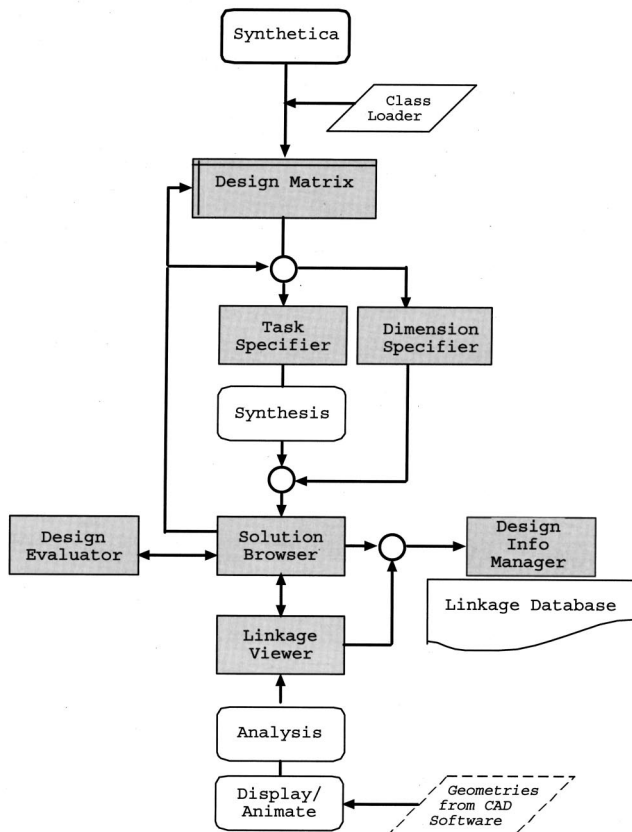 Synthetica
Class
Loader
Design Matrix
Task
Specifier
Dimension
Specifier
Synthesis
Design
Evaluator
Solution
Browser
Design
Info
Manager
Linkage Database
Linkage
Viewer
Analysis
Display/
Animate
Geometries
from CAD
Software